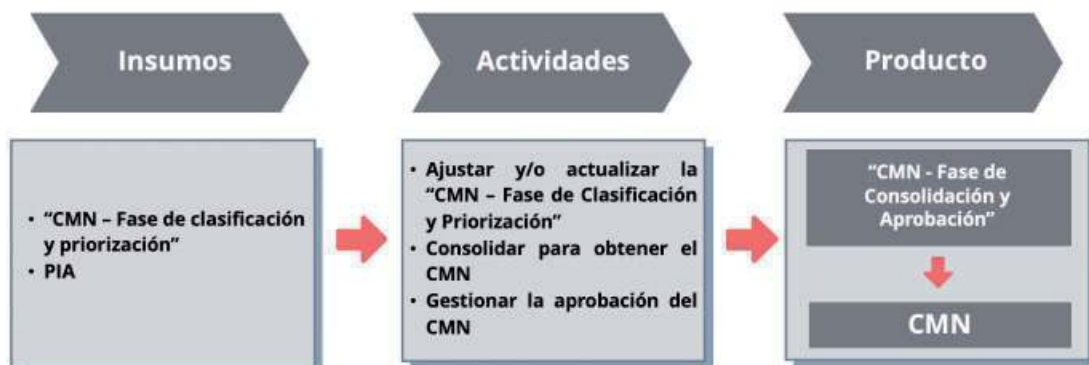 Insumos
Actividades
Producto
• “CMN – Fase de clasificación
y priorización”
• PIA
• Ajustar y/o actualizar la
“CMN – Fase de Clasificación
y Priorización”
• Consolidar para obtener el
CMN
• Gestionar la aprobación del
CMN
“CMN - Fase de
Consolidación y
Aprobación”
CMN